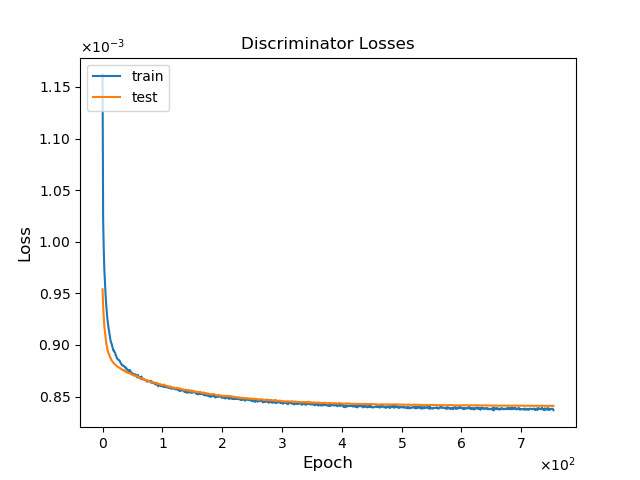 Discriminator Losses
×10⁻³
train
test
1.15
1.10
1.05
1.00
0.95
0.90
0.85
Loss
0 1 2 3 4 5 6 7
Epoch
×10²